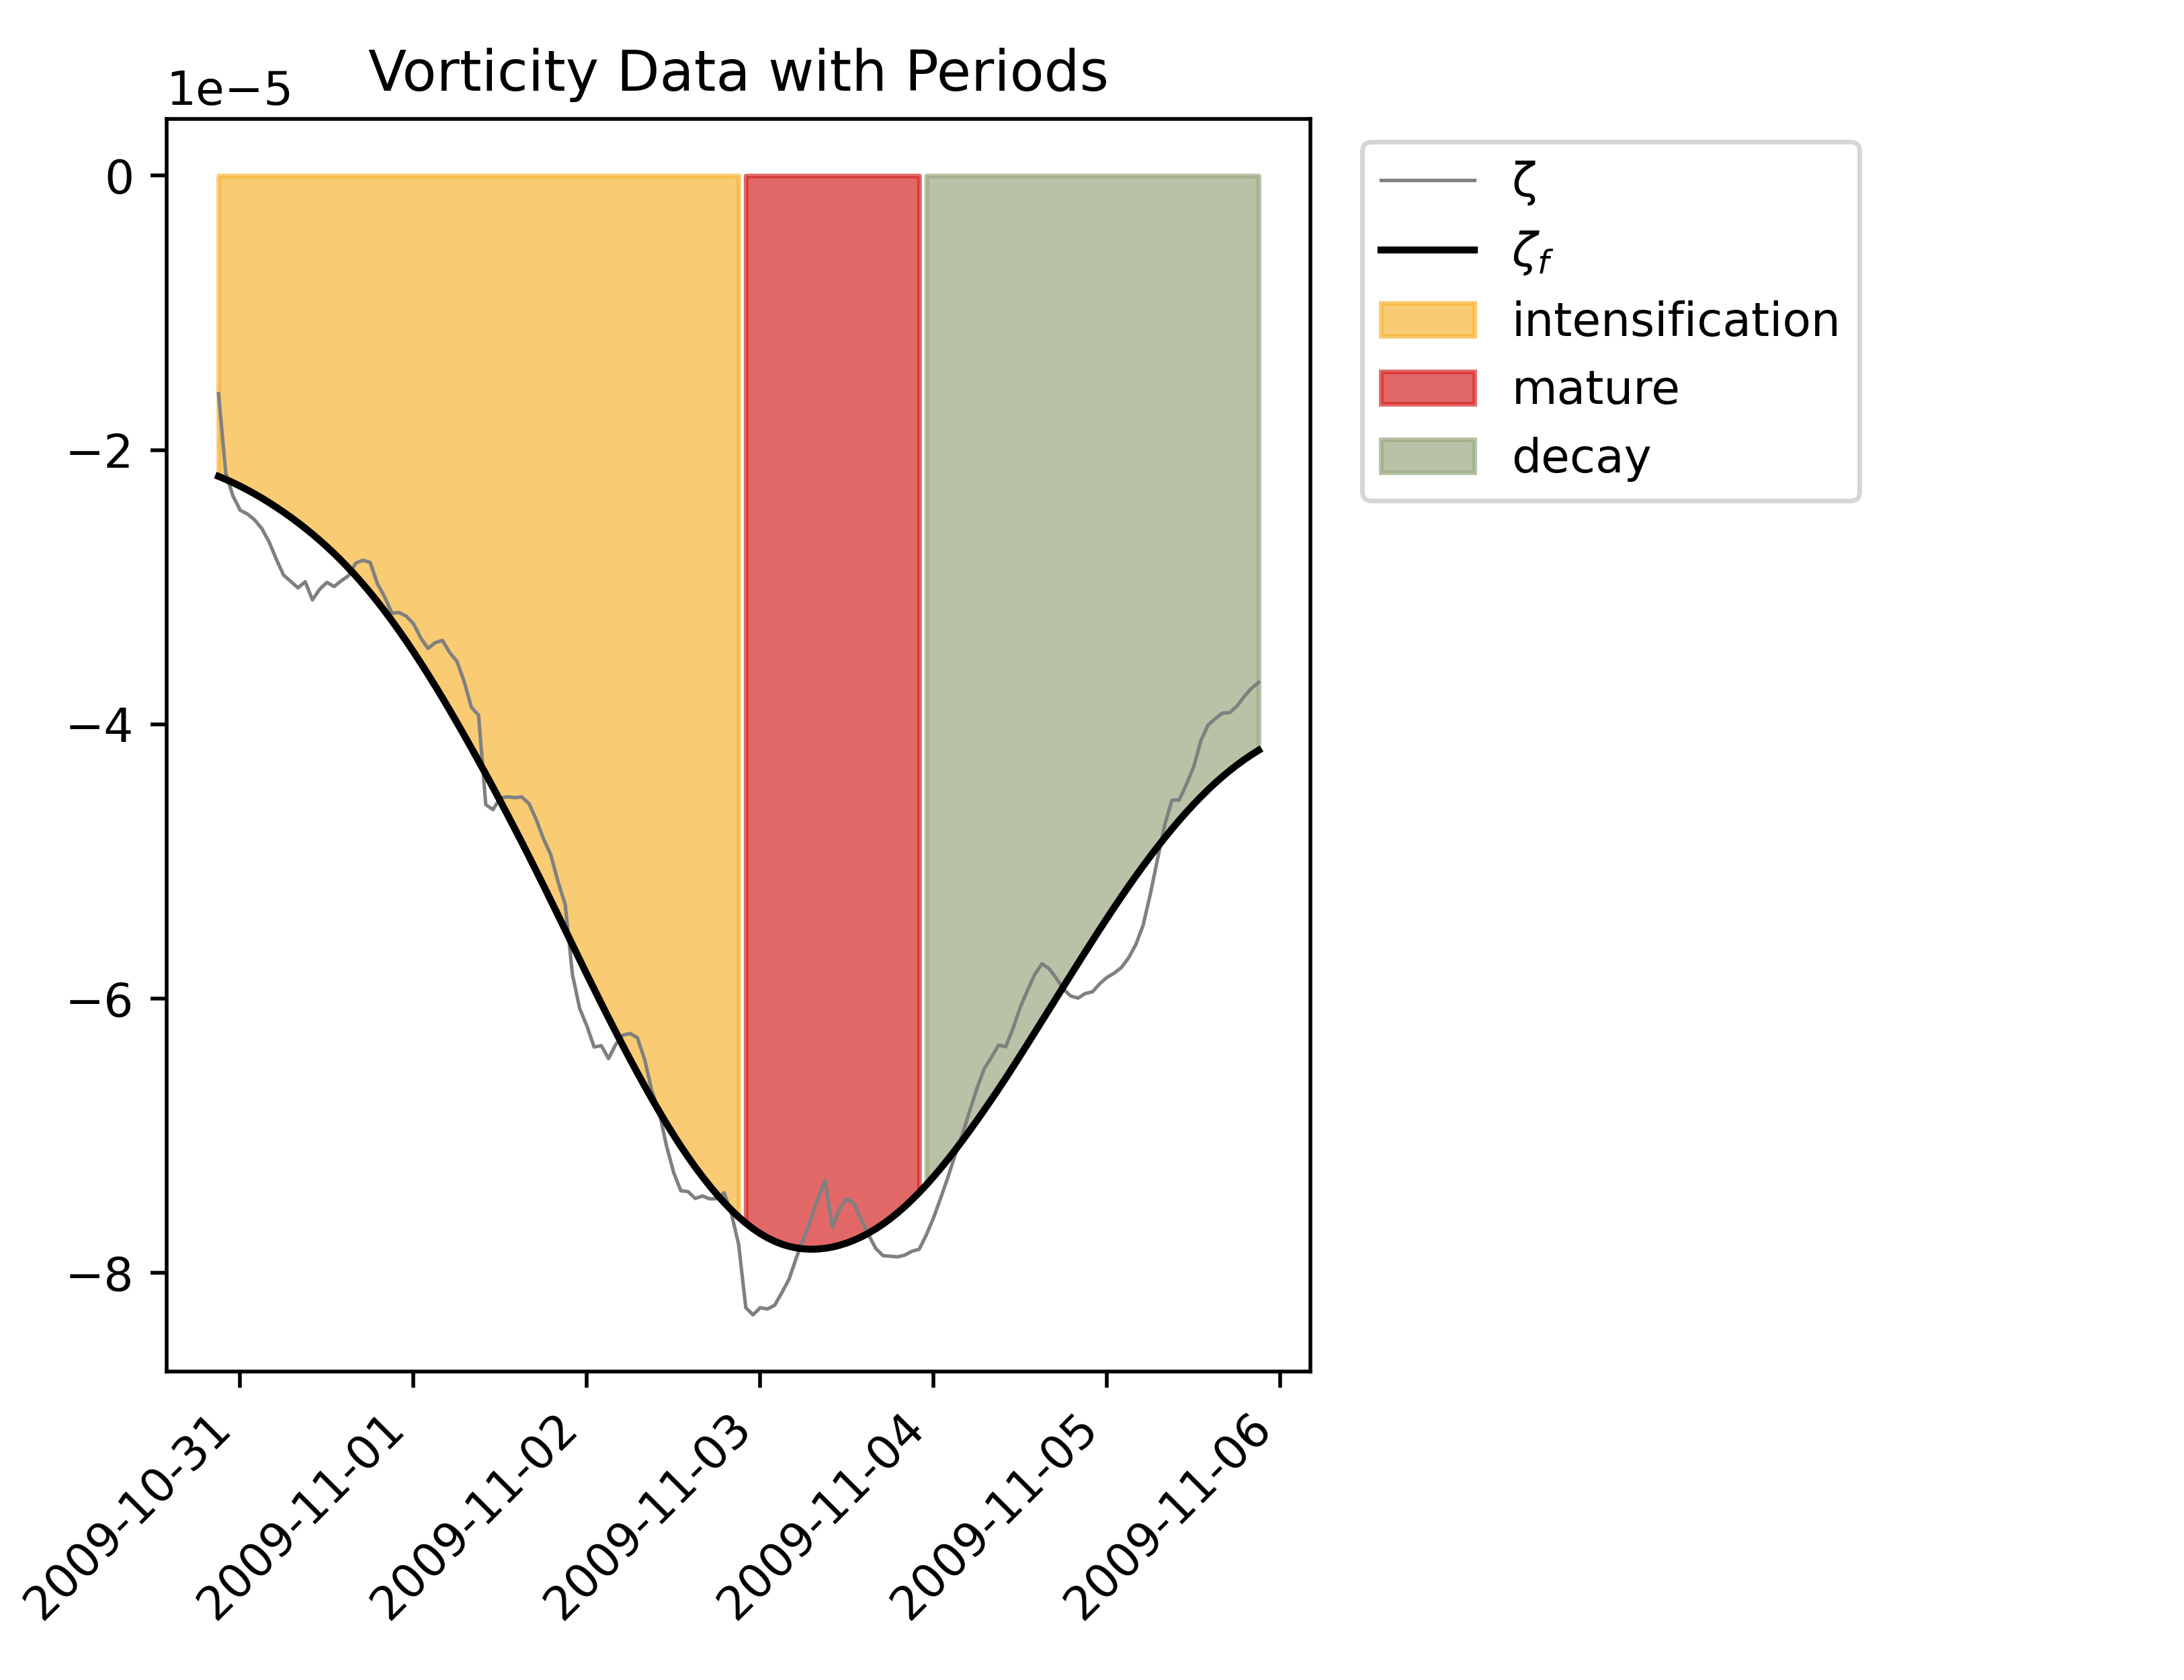 Vorticity Data with Periods
1e−5
0
−2
−4
−6
−8
2009-10-31
2009-11-01
2009-11-02
2009-11-03
2009-11-04
2009-11-05
2009-11-06
ζ
ζf
intensification
mature
decay